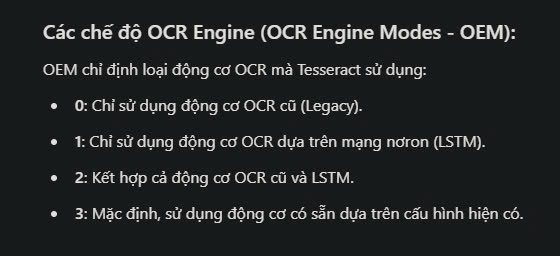 Các chế độ OCR Engine (OCR Engine Modes - OEM):
OEM chỉ định loại động cơ OCR mà Tesseract sử dụng:
• 0: Chỉ sử dụng động cơ OCR cũ (Legacy).
• 1: Chỉ sử dụng động cơ OCR dựa trên mạng nơron (LSTM).
• 2: Kết hợp cả động cơ OCR cũ và LSTM.
• 3: Mặc định, sử dụng động cơ có sẵn dựa trên cấu hình hiện có.